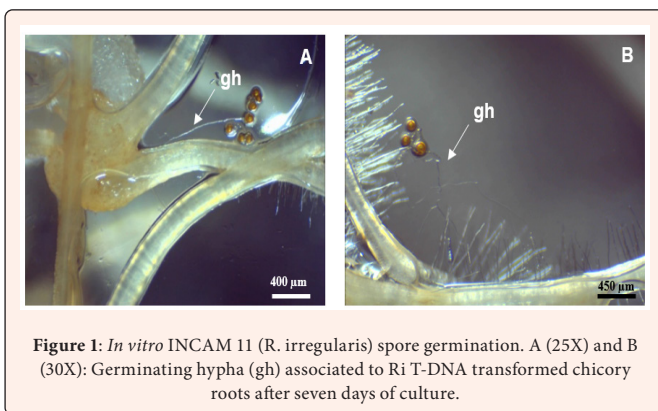 A
gh
400 µm
B
gh
450 µm
Figure 1: In vitro INCAM 11 (R. irregularis) spore germination. A (25X) and B
(30X): Germinating hypha (gh) associated to Ri T-DNA transformed chicory
roots after seven days of culture.